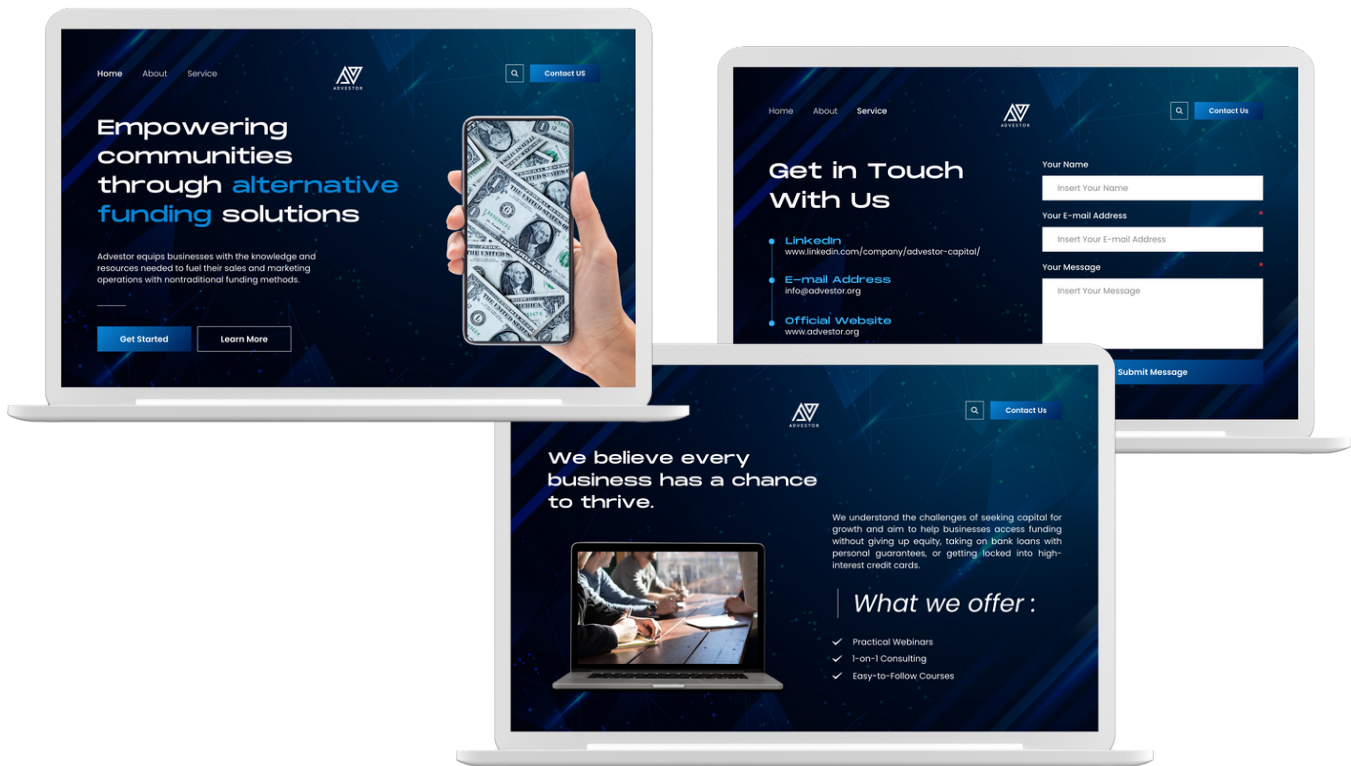 Home About Service
ADVESTOR
Contact US
Empowering
communities
through alternative
funding solutions
Advestor equips businesses with the knowledge and
resources needed to fuel their sales and marketing
operations with nontraditional funding methods.
Get Started Learn More
Home About Service
ADVESTOR
Contact Us
Get in Touch
With Us
LinkedIn
www.linkedin.com/company/advestor-capital/
E-mail Address
info@advestor.org
Official Website
www.advestor.org
Your Name
Insert Your Name
Your E-mail Address *
Insert Your E-mail Address
Your Message *
Insert Your Message
Submit Message
ADVESTOR
Contact Us
We believe every
business has a chance
to thrive.
We understand the challenges of seeking capital for
growth and aim to help businesses access funding
without giving up equity, taking on bank loans with
personal guarantees, or getting locked into high-
interest credit cards.
What we offer :
Practical Webinars
1-on-1 Consulting
Easy-to-Follow Courses